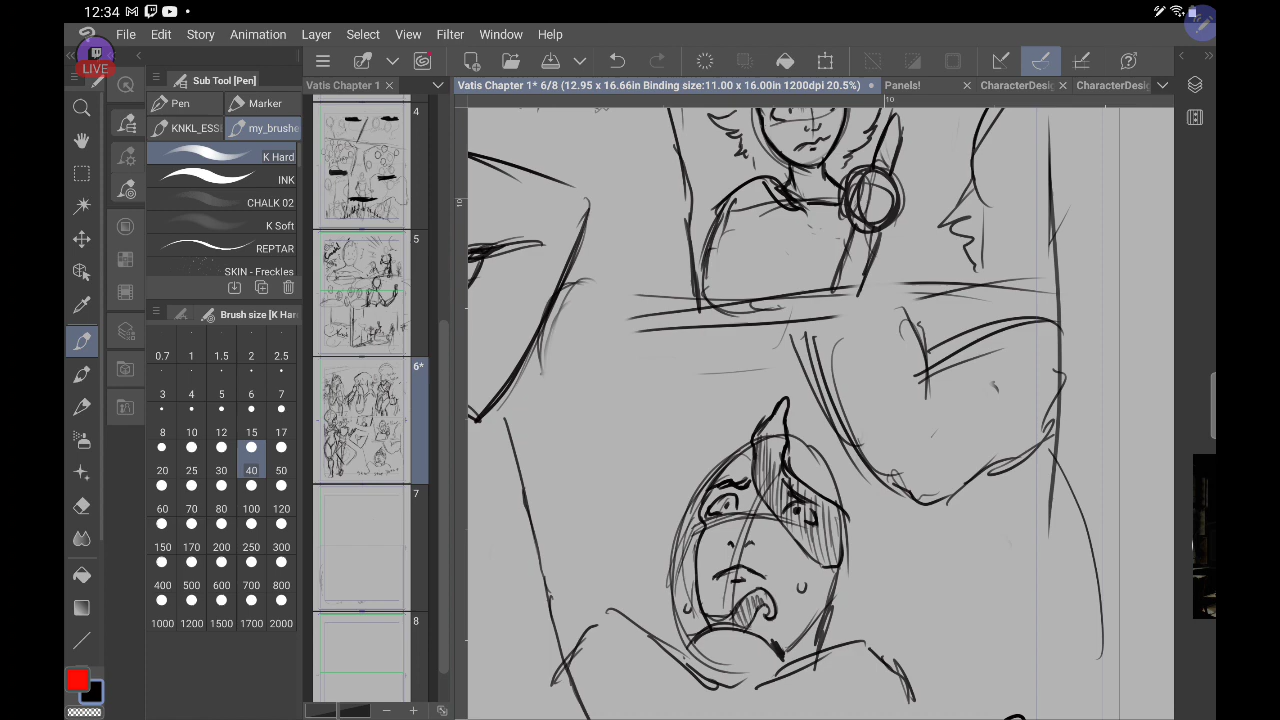 12:34
LIVE
File Edit Story Animation Layer Select View Filter Window Help
Sub Tool [Pen]
Vatis Chapter 1
Vatis Chapter 1* 6/8 (12.95 x 16.66in Binding size:11.00 x 16.00in 1200dpi 20.5%)
Panels!
CharacterDesig
CharacterDesig
Pen Marker
KNKL_ESS my_brushe
K Hard
INK
CHALK 02
K Soft
REPTAR
SKIN - Freckles
Brush size [K Har
0.7 1 1.5 2 2.5
3 4 5 6 7
8 10 12 15 17
20 25 30 40 50
60 70 80 100 120
150 170 200 250 300
400 500 600 700 800
1000 1200 1500 1700 2000
4
5
6*
7
8
10
10